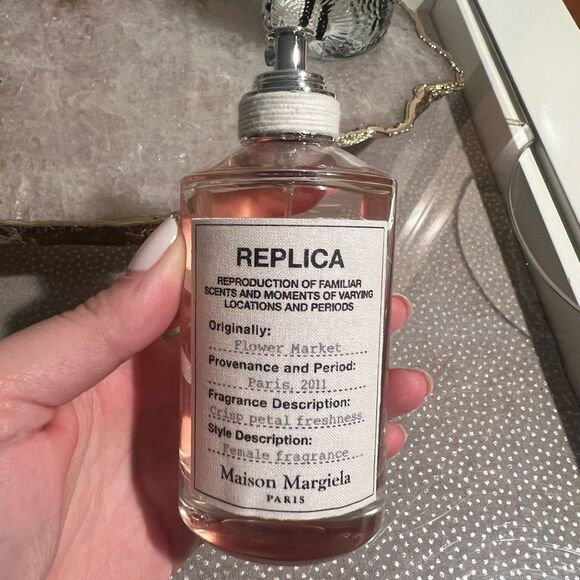 REPLICA
REPRODUCTION OF FAMILIAR
SCENTS AND MOMENTS OF VARYING
LOCATIONS AND PERIODS
Originally:
Flower Market
Provenance and Period:
Paris, 2011
Fragrance Description:
Crisp petal freshness
Style Description:
Female fragrance
Maison Margiela
PARIS